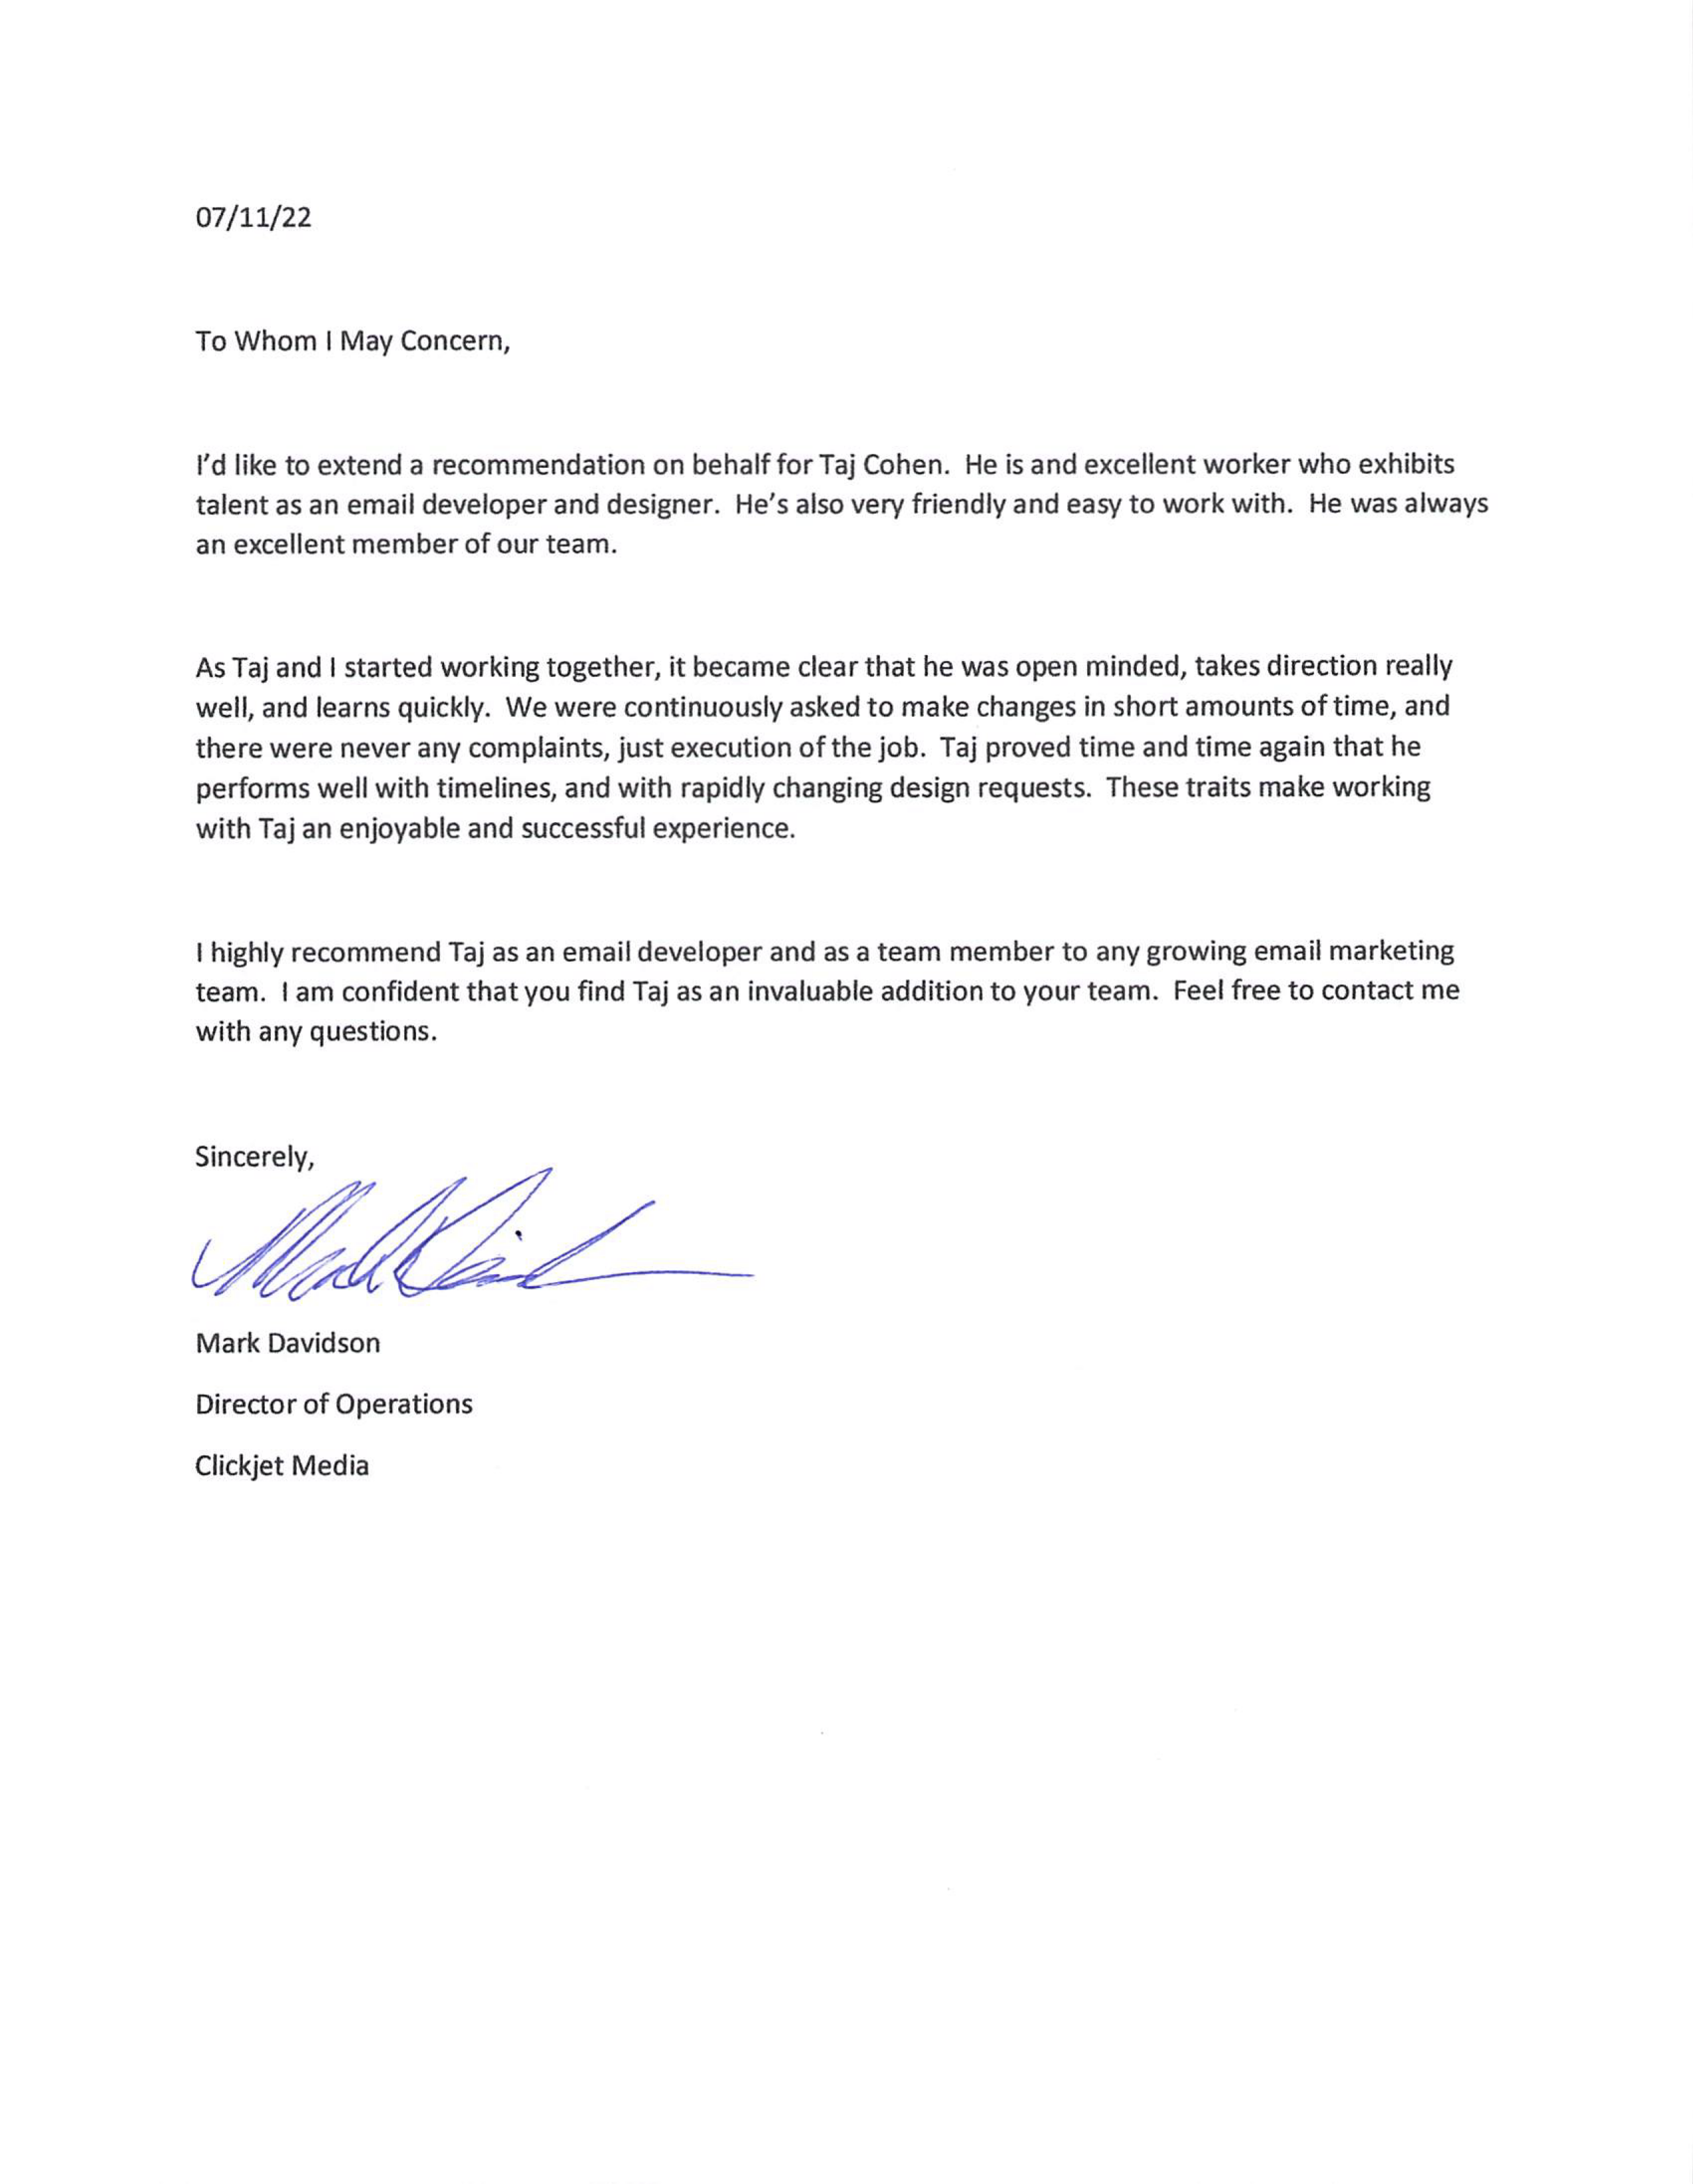 07/11/22
To Whom I May Concern,
I'd like to extend a recommendation on behalf for Taj Cohen.  He is and excellent worker who exhibits
talent as an email developer and designer.  He's also very friendly and easy to work with.  He was always
an excellent member of our team.
As Taj and I started working together, it became clear that he was open minded, takes direction really
well, and learns quickly.  We were continuously asked to make changes in short amounts of time, and
there were never any complaints, just execution of the job.  Taj proved time and time again that he
performs well with timelines, and with rapidly changing design requests.  These traits make working
with Taj an enjoyable and successful experience.
I highly recommend Taj as an email developer and as a team member to any growing email marketing
team.  I am confident that you find Taj as an invaluable addition to your team.  Feel free to contact me
with any questions.
Sincerely,
Mark Davidson
Director of Operations
Clickjet Media